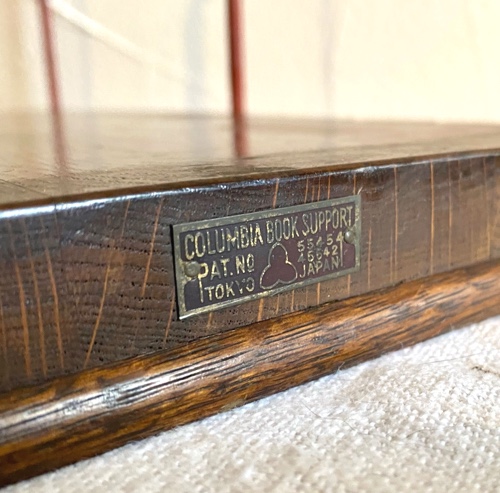 COLUMBIA BOOK SUPPORT
PAT. NO 55454
45642
TOKYO JAPAN